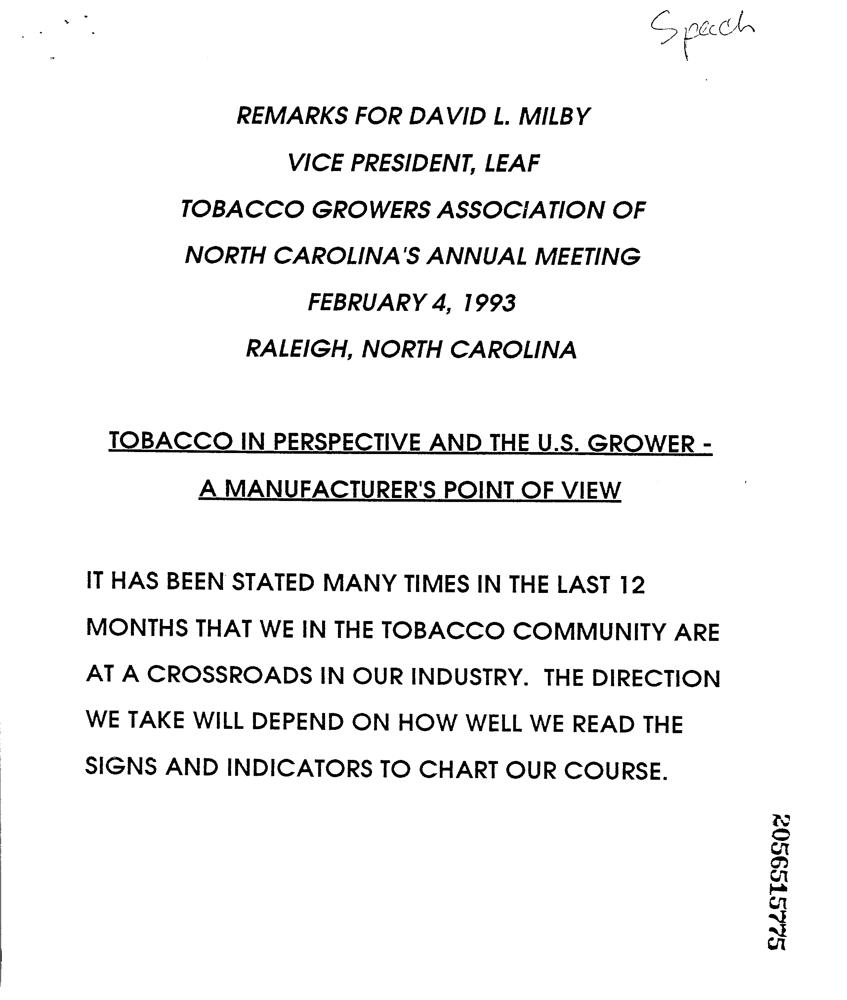 Speach
REMARKS FOR DAVID L. MILBY
VICE PRESIDENT, LEAF
TOBACCO GROWERS ASSOCIATION OF
NORTH CAROLINA'S ANNUAL MEETING
FEBRUARY 4, 1993
RALEIGH, NORTH CAROLINA
TOBACCO IN PERSPECTIVE AND THE U.S. GROWER -
A MANUFACTURER'S POINT OF VIEW
IT HAS BEEN STATED MANY TIMES IN THE LAST 12
MONTHS THAT WE IN THE TOBACCO COMMUNITY ARE
AT A CROSSROADS IN OUR INDUSTRY. THE DIRECTION
WE TAKE WILL DEPEND ON HOW WELL WE READ THE
SIGNS AND INDICATORS TO CHART OUR COURSE.
2056515775